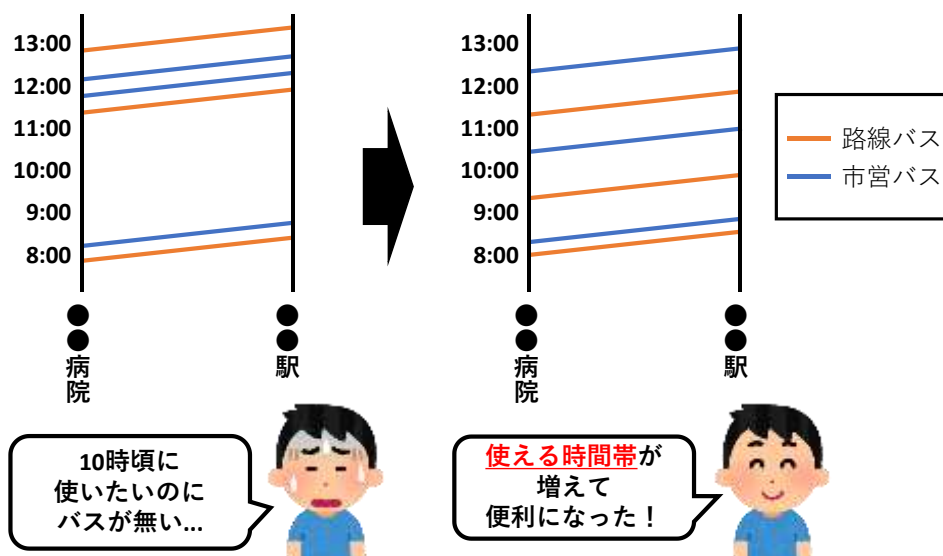 13:00
12:00
11:00
10:00
9:00
8:00
●●病院
●●駅
10時頃に
使いたいのに
バスが無い...
13:00
12:00
11:00
10:00
9:00
8:00
●●病院
●●駅
使える時間帯が
増えて
便利になった！
路線バス
市営バス